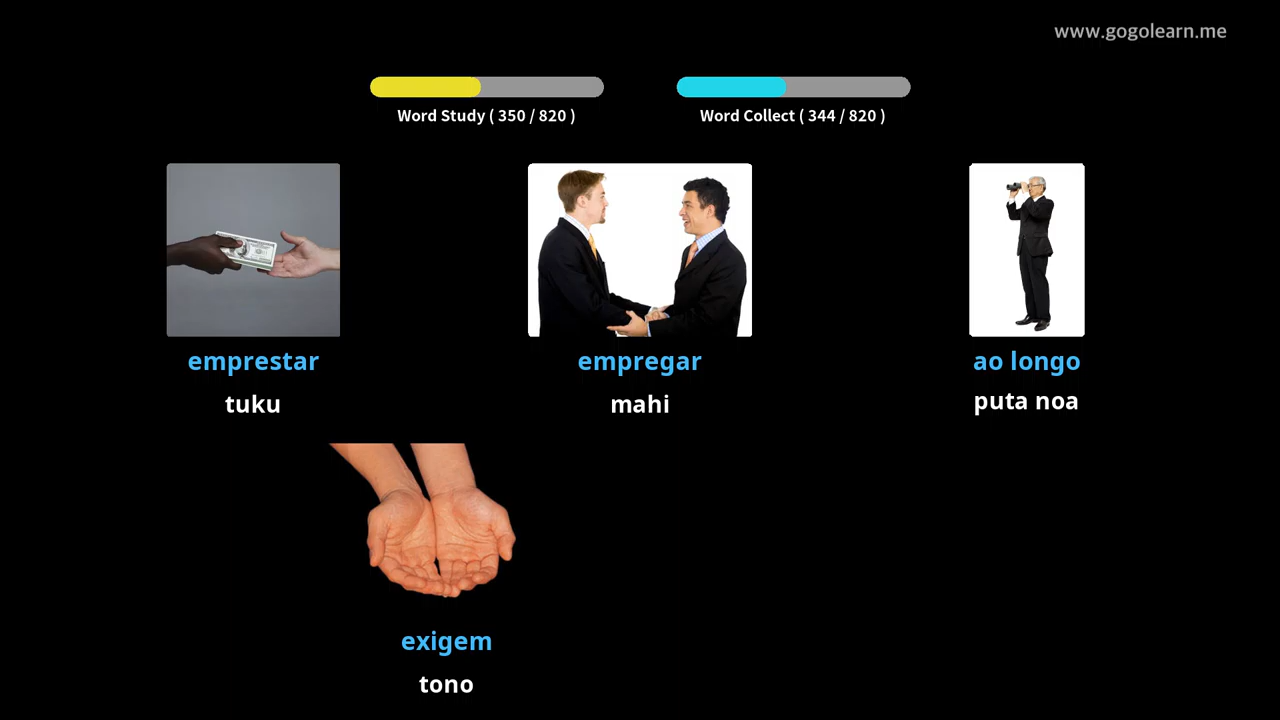 www.gogolearn.me
Word Study ( 350 / 820 )
Word Collect ( 344 / 820 )
emprestar
tuku
empregar
mahi
ao longo
puta noa
exigem
tono